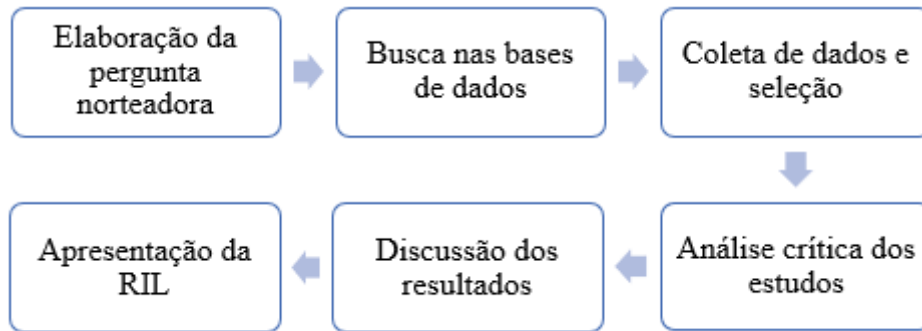 Elaboração da
pergunta
norteadora
Busca nas bases
de dados
Coleta de dados e
seleção
Análise crítica dos
estudos
Discussão dos
resultados
Apresentação da
RIL